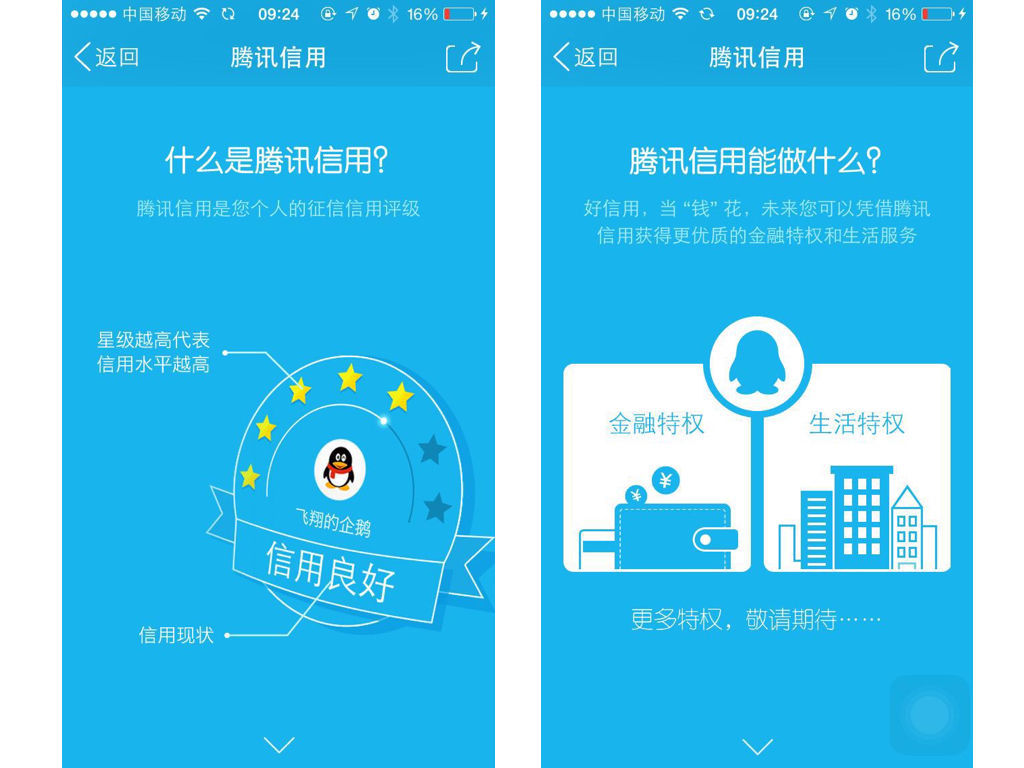 中国移动 09:24 16%
返回 腾讯信用
什么是腾讯信用?
腾讯信用是您个人的征信信用评级
星级越高代表
信用水平越高
飞翔的企鹅
信用良好
信用现状
中国移动 09:24 16%
返回 腾讯信用
腾讯信用能做什么?
好信用，当“钱”花，未来您可以凭借腾讯
信用获得更优质的金融特权和生活服务
金融特权
生活特权
更多特权，敬请期待……